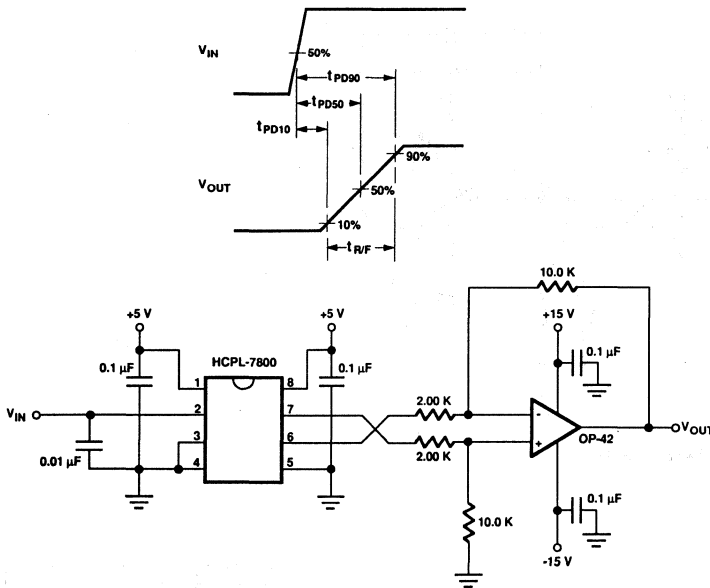 V_IN
50%
t_PD90
t_PD50
t_PD10
V_OUT
90%
50%
10%
t_R/F
10.0 K
+5 V
+5 V
+15 V
0.1 μF
HCPL-7800
0.1 μF
0.1 μF
1
8
2.00 K
V_IN
2
7
-
3
6
+
V_OUT
OP-42
0.01 μF
4
5
2.00 K
10.0 K
0.1 μF
-15 V